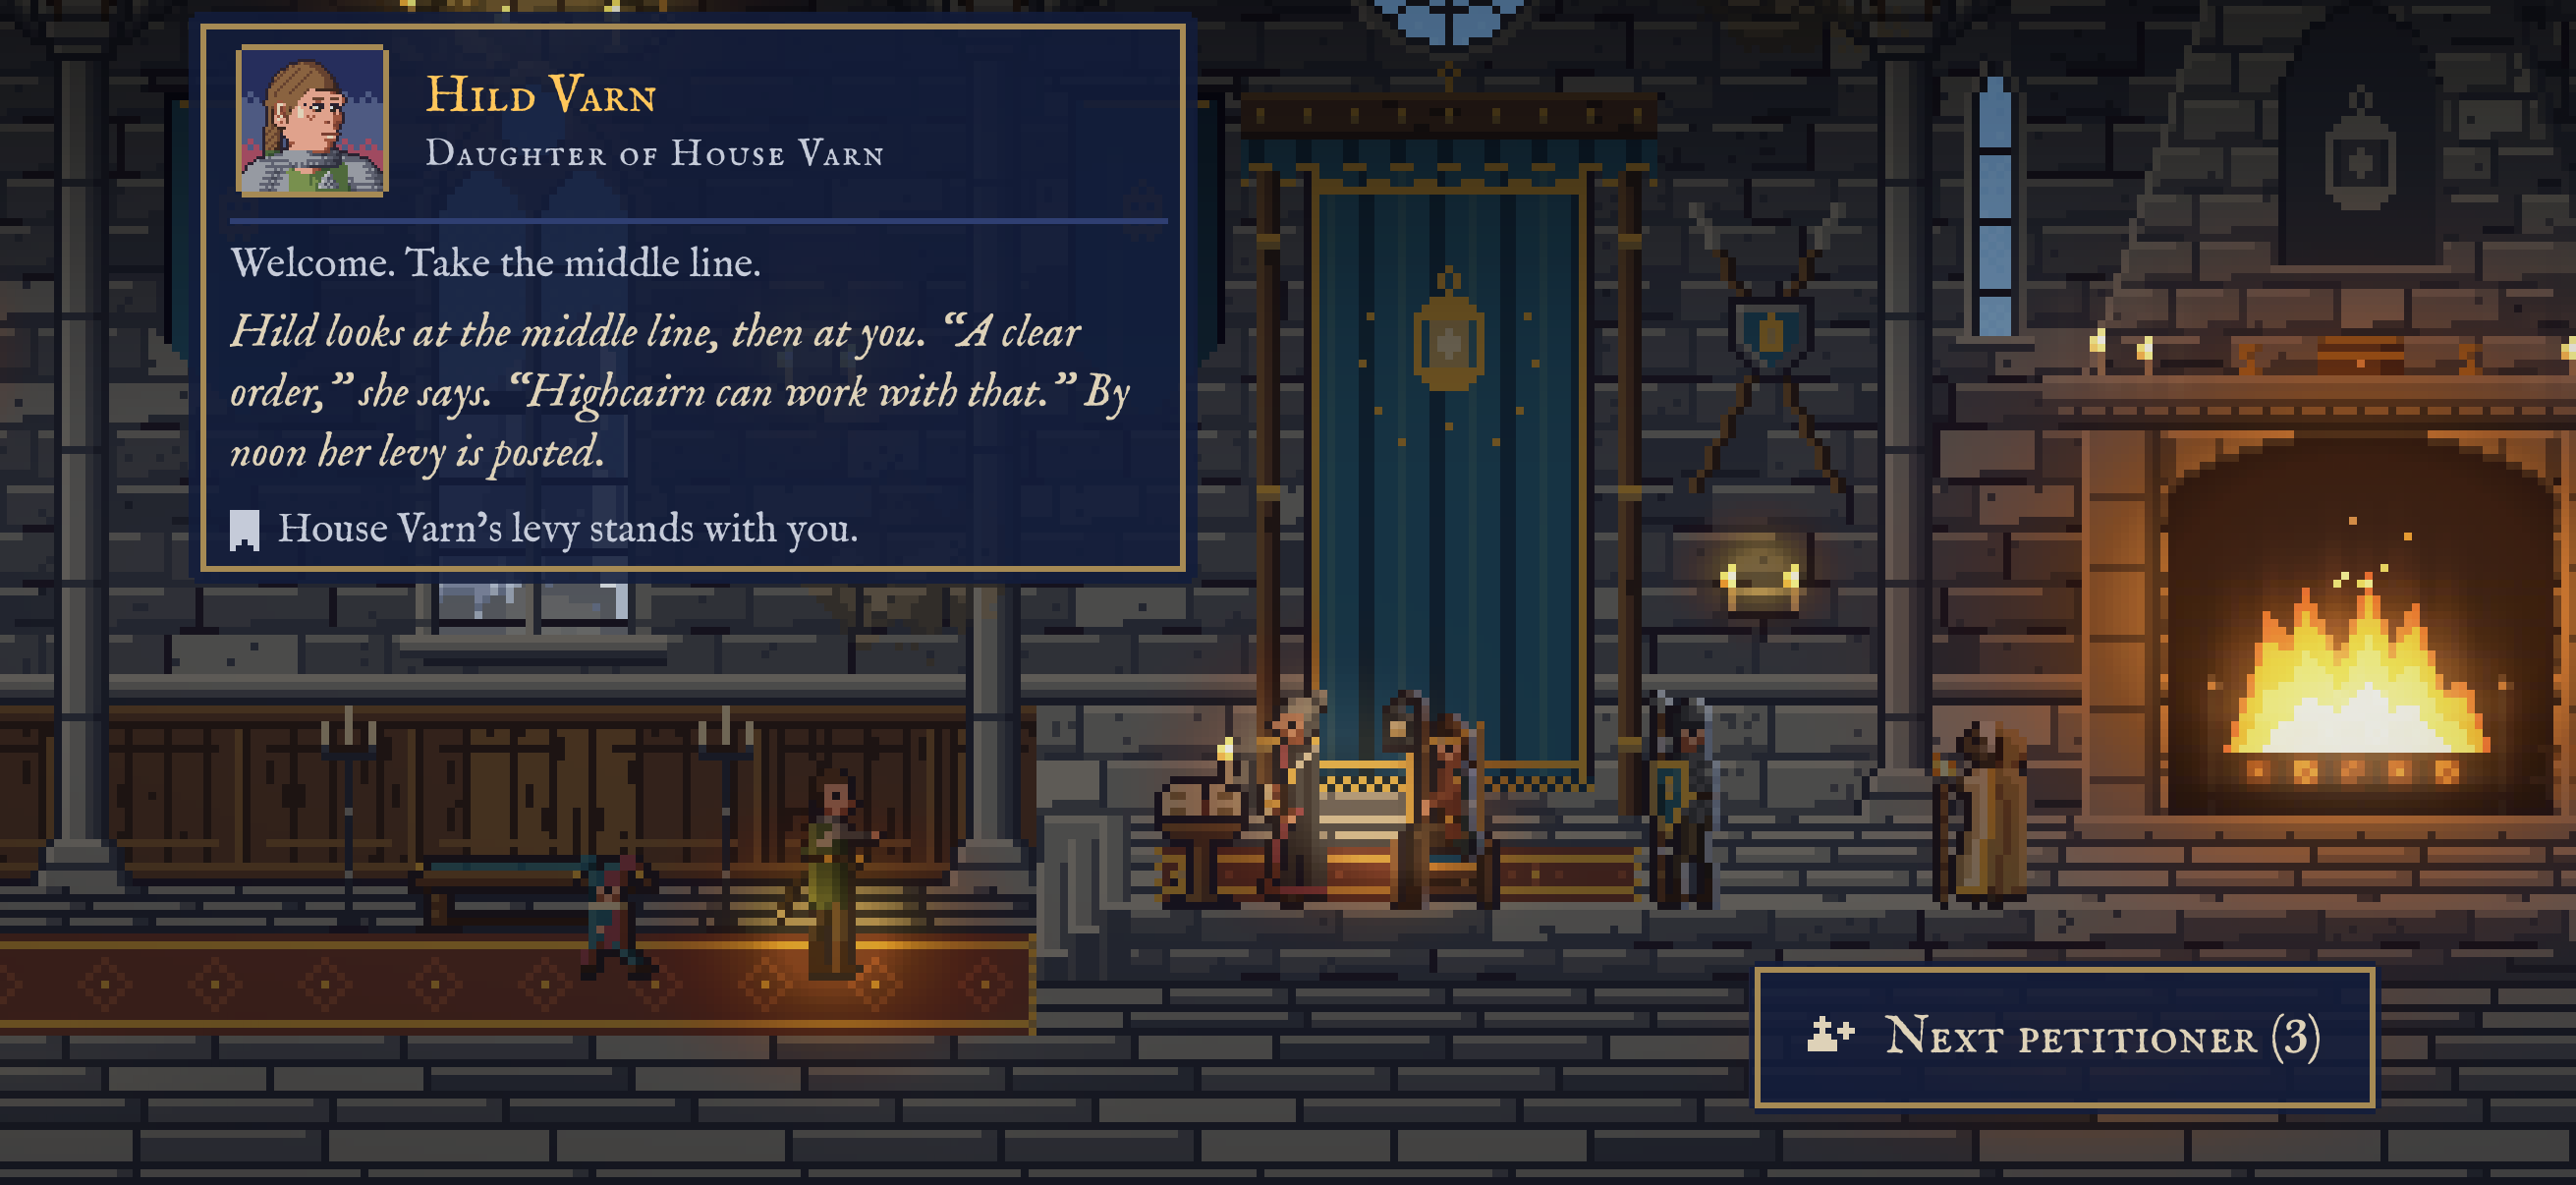 Hild Varn
Daughter of House Varn
Welcome. Take the middle line.
Hild looks at the middle line, then at you. “A clear
order,” she says. “Highcairn can work with that.” By
noon her levy is posted.
House Varn’s levy stands with you.
Next petitioner (3)